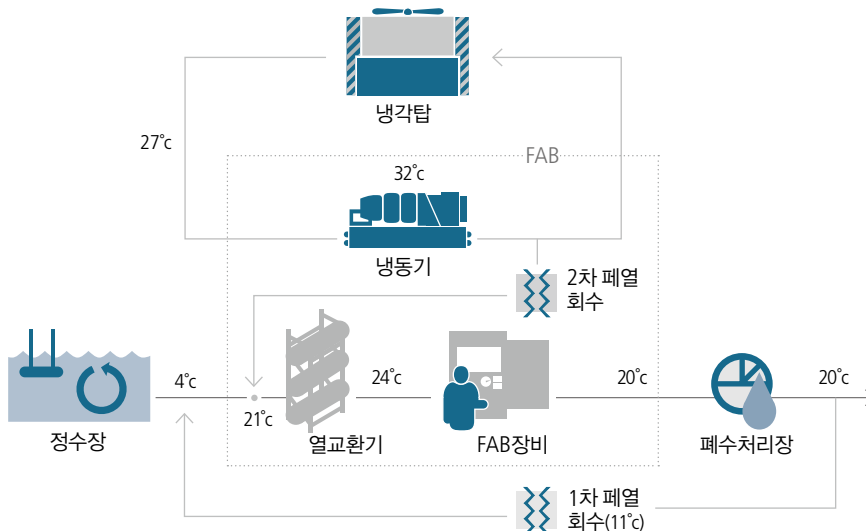 냉각탑
27˚c
FAB
32˚c
냉동기
2차 페열
회수
4˚c
21˚c
24˚c
20˚c
20˚c
정수장
열교환기
FAB장비
폐수처리장
1차 페열
회수(11˚c)